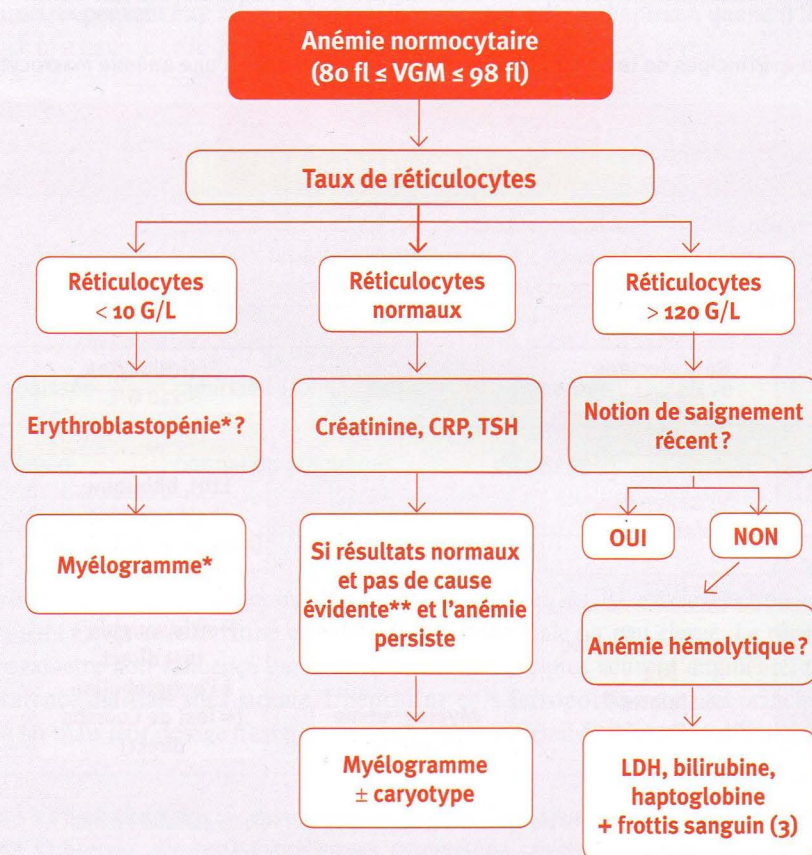 Anémie normocytaire
(80 fl ≤ VGM ≤ 98 fl)
Taux de réticulocytes
Réticulocytes
< 10 G/L
Réticulocytes
normaux
Réticulocytes
> 120 G/L
Erythroblastopénie* ?
Créatinine, CRP, TSH
Notion de saignement
récent ?
OUI
NON
Myélogramme*
Si résultats normaux
et pas de cause
évidente** et l'anémie
persiste
Anémie hémolytique ?
Myélogramme
± caryotype
LDH, bilirubine,
haptoglobine
+ frottis sanguin (3)